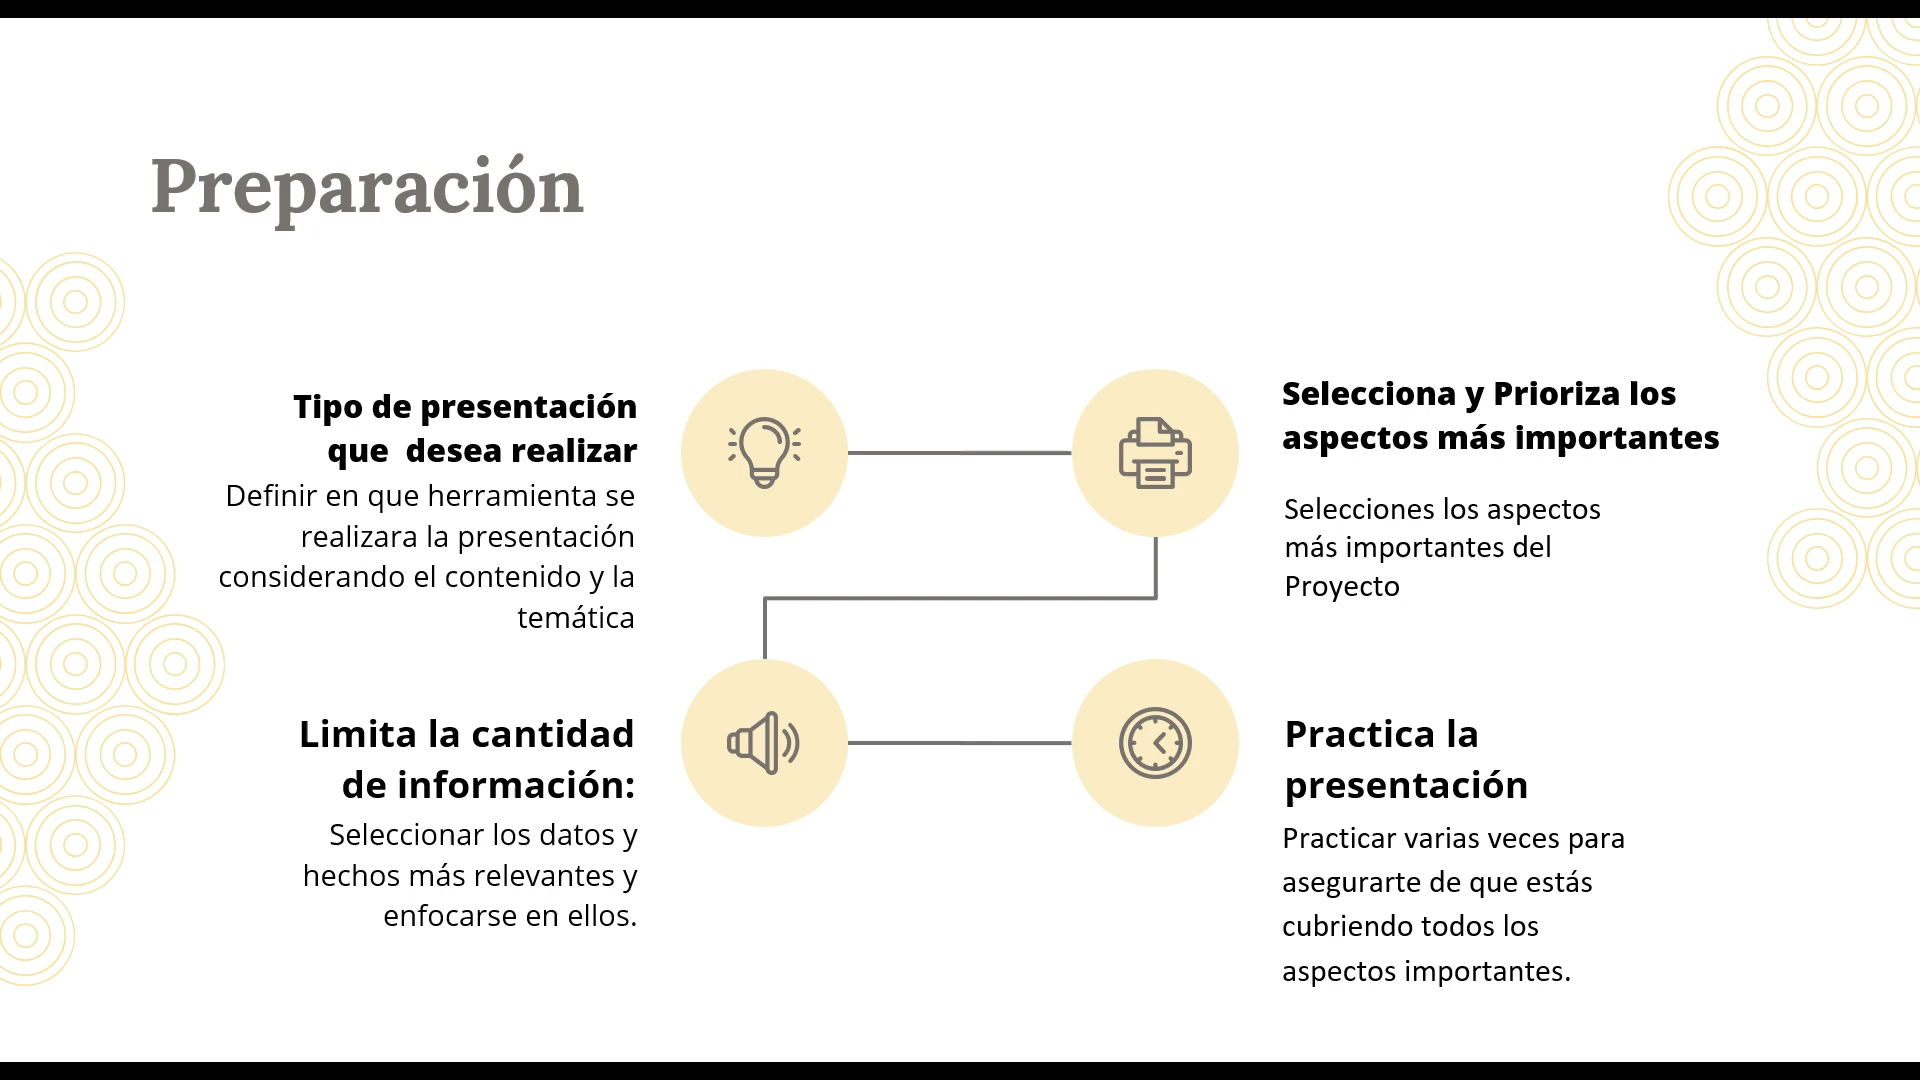 Preparación
Tipo de presentación
que  desea realizar
Definir en que herramienta se
realizara la presentación
considerando el contenido y la
temática
Selecciona y Prioriza los
aspectos más importantes
Selecciones los aspectos
más importantes del
Proyecto
Limita la cantidad
de información:
Seleccionar los datos y
hechos más relevantes y
enfocarse en ellos.
Practica la
presentación
Practicar varias veces para
asegurarte de que estás
cubriendo todos los
aspectos importantes.